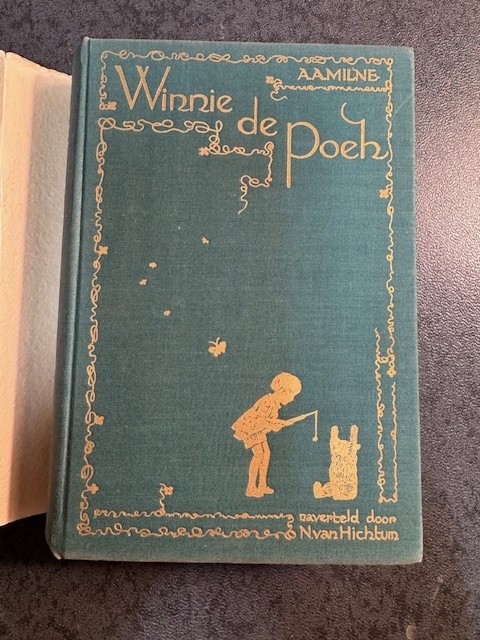 A.A.MILNE
Winnie
de
Poeh
naverteld door
N.van Hichtum